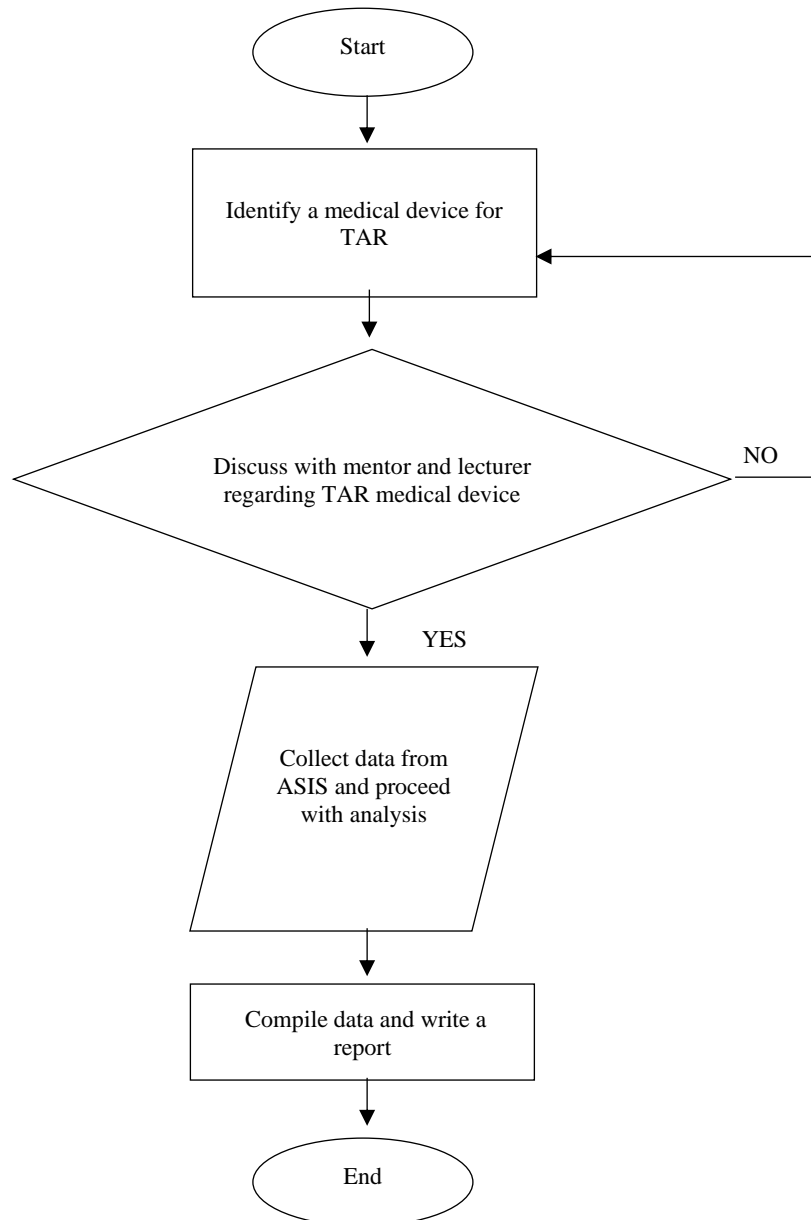 Start
Identify a medical device for
TAR
Discuss with mentor and lecturer
regarding TAR medical device
NO
YES
Collect data from
ASIS and proceed
with analysis
Compile data and write a
report
End